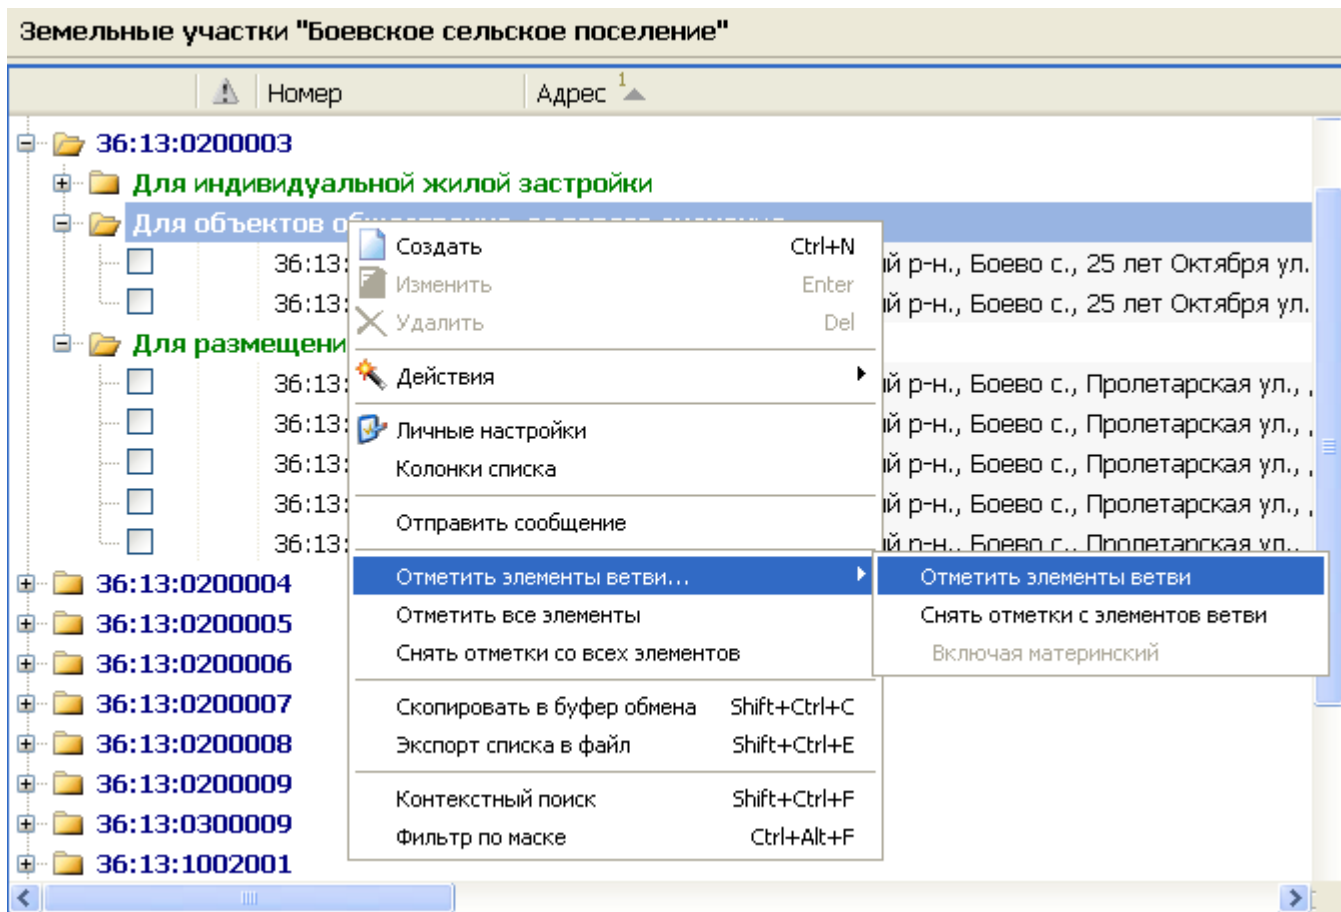 Земельные участки "Боевское сельское поселение"
Номер Адрес 1
36:13:0200003
Для индивидуальной жилой застройки
Для объектов
Создать Ctrl+N
36:13: р-н., Боево с., 25 лет Октября ул.
Изменить Enter
36:13: р-н., Боево с., 25 лет Октября ул.
Удалить Del
Для размещени
Действия
36:13: р-н., Боево с., Пролетарская ул., ,
36:13: р-н., Боево с., Пролетарская ул., ,
Личные настройки
36:13: р-н., Боево с., Пролетарская ул., ,
Колонки списка
36:13: р-н., Боево с., Пролетарская ул., ,
Отправить сообщение
36:13: р-н., Боево с., Пролетарская ул.,
36:13:0200004
Отметить элементы ветви... Отметить элементы ветви
36:13:0200005
Отметить все элементы Снять отметки с элементов ветви
36:13:0200006
Снять отметки со всех элементов Включая материнский
36:13:0200007
Скопировать в буфер обмена Shift+Ctrl+C
36:13:0200008
Экспорт списка в файл Shift+Ctrl+E
36:13:0200009
Контекстный поиск Shift+Ctrl+F
36:13:0300009
Фильтр по маске Ctrl+Alt+F
36:13:1002001